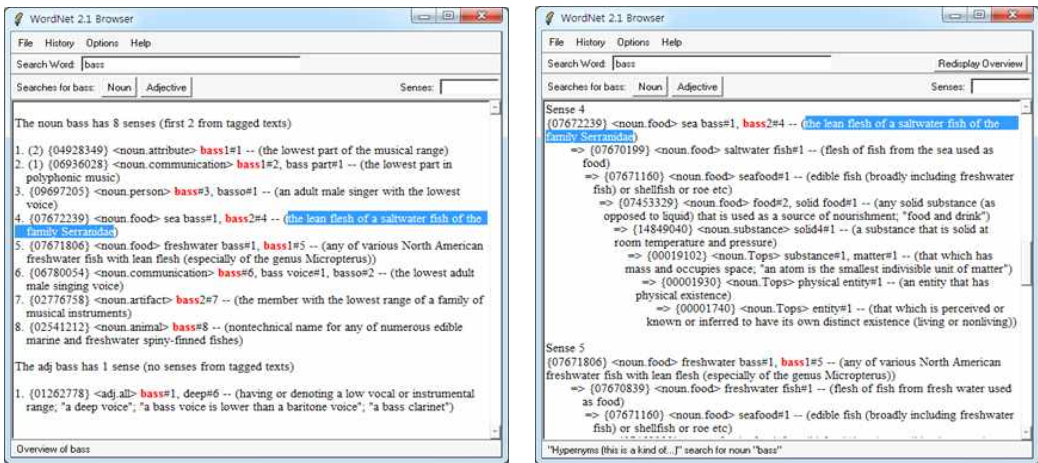 WordNet 2.1 Browser
File History Options Help
Search Word: bass
Searches for bass: Noun Adjective Senses:
The noun bass has 8 senses (first 2 from tagged texts)
1. (2) {04928349} <noun.attribute> bass1#1 -- (the lowest part of the musical range)
2. (1) {06936028} <noun.communication> bass1#2, bass part#1 -- (the lowest part in
polyphonic music)
3. {09697205} <noun.person> bass#3, basso#1 -- (an adult male singer with the lowest
voice)
4. {07672239} <noun.food> sea bass#1, bass2#4 -- (the lean flesh of a saltwater fish of the
family Serranidae)
5. {07671806} <noun.food> freshwater bass#1, bass1#5 -- (any of various North American
freshwater fish with lean flesh (especially of the genus Micropterus))
6. {06780054} <noun.communication> bass#6, bass voice#1, basso#2 -- (the lowest adult
male singing voice)
7. {02776758} <noun.artifact> bass2#7 -- (the member with the lowest range of a family of
musical instruments)
8. {02541212} <noun.animal> bass#8 -- (nontechnical name for any of numerous edible
marine and freshwater spiny-finned fishes)
The adj bass has 1 sense (no senses from tagged texts)
1. {01262778} <adj.all> bass#1, deep#6 -- (having or denoting a low vocal or instrumental
range; "a deep voice"; "a bass voice is lower than a baritone voice"; "a bass clarinet")
Overview of bass
WordNet 2.1 Browser
File History Options Help
Search Word: bass Redisplay Overview
Searches for bass: Noun Adjective Senses:
Sense 4
{07672239} <noun.food> sea bass#1, bass2#4 -- (the lean flesh of a saltwater fish of the
family Serranidae)
=> {07670199} <noun.food> saltwater fish#1 -- (flesh of fish from the sea used as
food)
=> {07671160} <noun.food> seafood#1 -- (edible fish (broadly including freshwater
fish) or shellfish or roe etc)
=> {07453329} <noun.food> food#2, solid food#1 -- (any solid substance (as
opposed to liquid) that is used as a source of nourishment; "food and drink")
=> {14849040} <noun.substance> solid4#1 -- (a substance that is solid at
room temperature and pressure)
=> {00019102} <noun.Tops> substance#1, matter#1 -- (that which has
mass and occupies space; "an atom is the smallest indivisible unit of matter")
=> {00001930} <noun.Tops> physical entity#1 -- (an entity that has
physical existence)
=> {00001740} <noun.Tops> entity#1 -- (that which is perceived or
known or inferred to have its own distinct existence (living or nonliving))
Sense 5
{07671806} <noun.food> freshwater bass#1, bass1#5 -- (any of various North American
freshwater fish with lean flesh (especially of the genus Micropterus))
=> {07670839} <noun.food> freshwater fish#1 -- (flesh of fish from fresh water used
as food)
=> {07671160} <noun.food> seafood#1 -- (edible fish (broadly including freshwater
fish) or shellfish or roe etc)
"Hypernyms (this is a kind of...)" search for noun "bass"